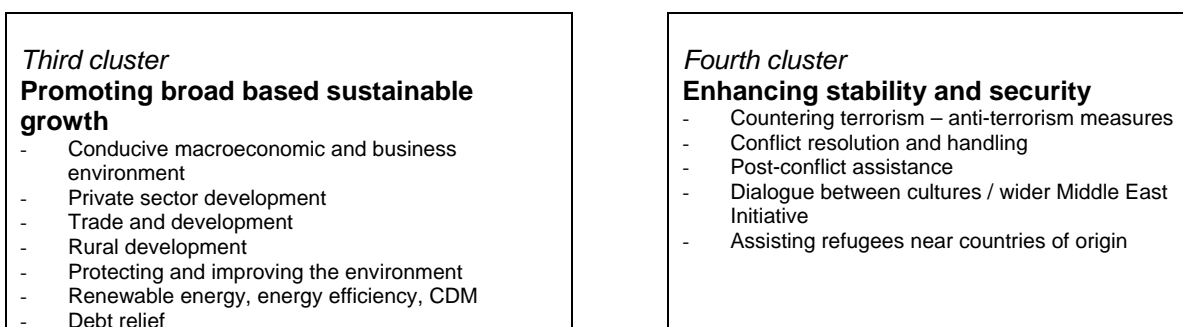 Third cluster
Promoting broad based sustainable
growth
- Conducive macroeconomic and business
environment
- Private sector development
- Trade and development
- Rural development
- Protecting and improving the environment
- Renewable energy, energy efficiency, CDM
- Debt relief
Fourth cluster
Enhancing stability and security
- Countering terrorism – anti-terrorism measures
- Conflict resolution and handling
- Post-conflict assistance
- Dialogue between cultures / wider Middle East
Initiative
- Assisting refugees near countries of origin